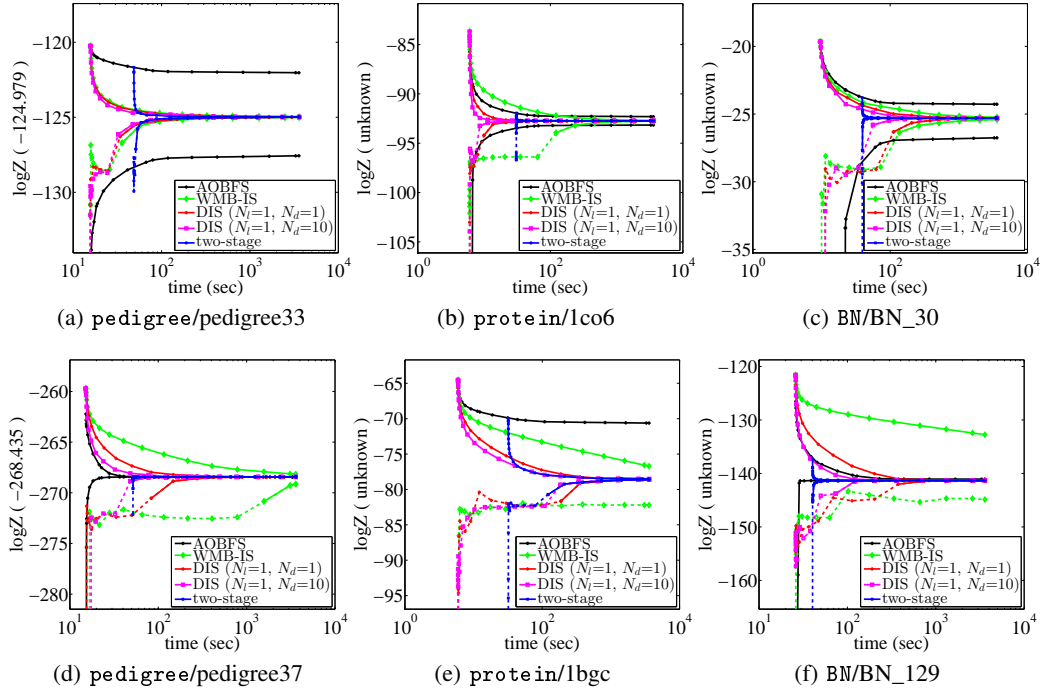 −120
−125
−130
logZ ( −124.979)
10^1
10^2
10^3
10^4
time (sec)
AOBFS
WMB-IS
DIS (N_l=1, N_d=1)
DIS (N_l=1, N_d=10)
two-stage
(a) pedigree/pedigree33
−85
−90
−95
−100
−105
logZ ( unknown)
10^0
10^2
10^4
time (sec)
AOBFS
WMB-IS
DIS (N_l=1, N_d=1)
DIS (N_l=1, N_d=10)
two-stage
(b) protein/1co6
−20
−25
−30
−35
logZ ( unknown)
10^0
10^2
10^4
time (sec)
AOBFS
WMB-IS
DIS (N_l=1, N_d=1)
DIS (N_l=1, N_d=10)
two-stage
(c) BN/BN_30
−260
−265
−270
−275
−280
logZ ( −268.435)
10^1
10^2
10^3
10^4
time (sec)
AOBFS
WMB-IS
DIS (N_l=1, N_d=1)
DIS (N_l=1, N_d=10)
two-stage
(d) pedigree/pedigree37
−65
−70
−75
−80
−85
−90
−95
logZ ( unknown)
10^0
10^2
10^4
time (sec)
AOBFS
WMB-IS
DIS (N_l=1, N_d=1)
DIS (N_l=1, N_d=10)
two-stage
(e) protein/1bgc
−120
−130
−140
−150
−160
logZ ( unknown)
10^1
10^2
10^3
10^4
time (sec)
AOBFS
WMB-IS
DIS (N_l=1, N_d=1)
DIS (N_l=1, N_d=10)
two-stage
(f) BN/BN_129